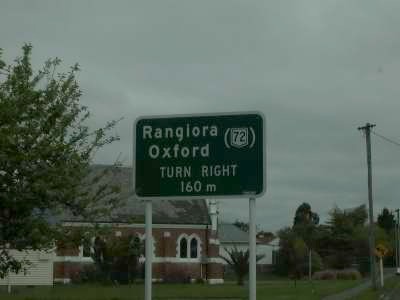 Rangiora (72)
Oxford
TURN RIGHT
160 m